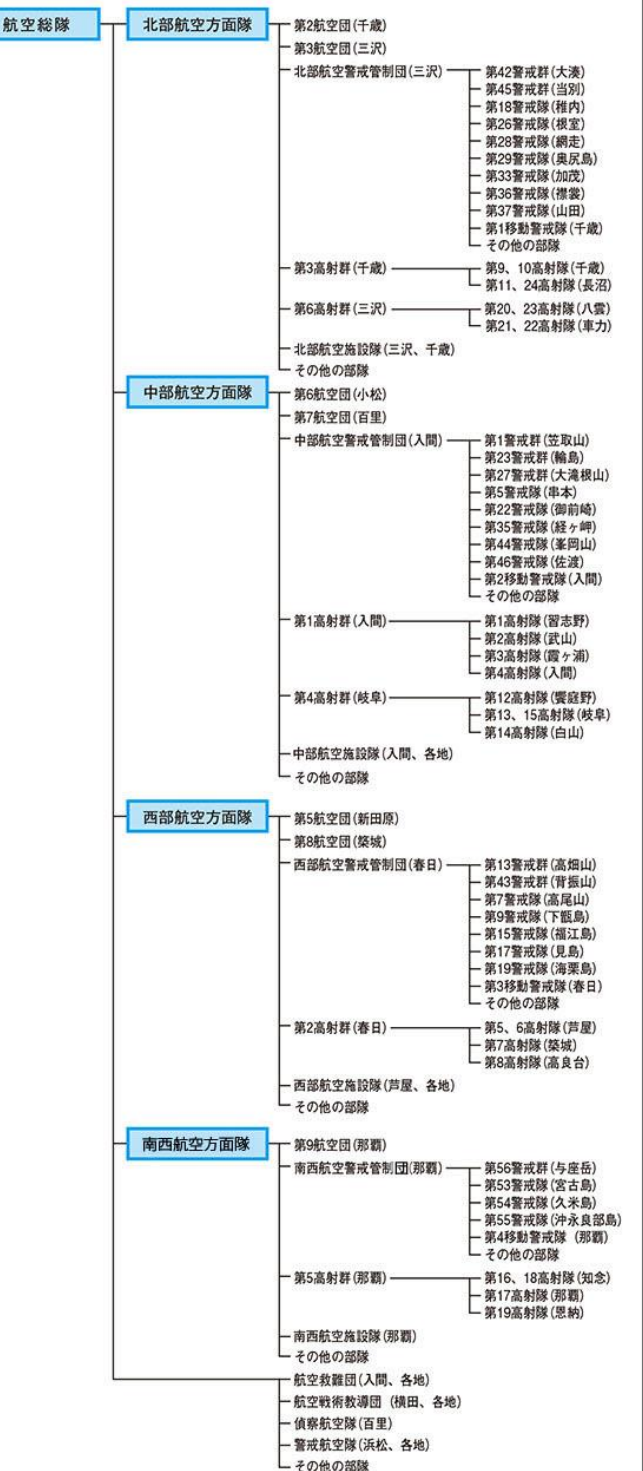 航空総隊
北部航空方面隊
第2航空団(千歳)
第3航空団(三沢)
北部航空警戒管制団(三沢)
第42警戒群(大湊)
第45警戒群(当別)
第18警戒隊(稚内)
第26警戒隊(根室)
第28警戒隊(網走)
第29警戒隊(奥尻島)
第33警戒隊(加茂)
第36警戒隊(襟裳)
第37警戒隊(山田)
第1移動警戒隊(千歳)
その他の部隊
第3高射群(千歳)
第9、10高射隊(千歳)
第11、24高射隊(長沼)
第6高射群(三沢)
第20、23高射隊(八雲)
第21、22高射隊(車力)
北部航空施設隊(三沢、千歳)
その他の部隊
中部航空方面隊
第6航空団(小松)
第7航空団(百里)
中部航空警戒管制団(入間)
第1警戒群(笠取山)
第23警戒群(輪島)
第27警戒群(大滝根山)
第5警戒隊(串本)
第22警戒隊(御前崎)
第35警戒隊(経ヶ岬)
第44警戒隊(峯岡山)
第46警戒隊(佐渡)
第2移動警戒隊(入間)
その他の部隊
第1高射群(入間)
第1高射隊(習志野)
第2高射隊(武山)
第3高射隊(霞ヶ浦)
第4高射隊(入間)
第4高射群(岐阜)
第12高射隊(饗庭野)
第13、15高射隊(岐阜)
第14高射隊(白山)
中部航空施設隊(入間、各地)
その他の部隊
西部航空方面隊
第5航空団(新田原)
第8航空団(築城)
西部航空警戒管制団(春日)
第13警戒群(高畑山)
第43警戒群(背振山)
第7警戒隊(高尾山)
第9警戒隊(下甑島)
第15警戒隊(福江島)
第17警戒隊(見島)
第19警戒隊(海栗島)
第3移動警戒隊(春日)
その他の部隊
第2高射群(春日)
第5、6高射隊(芦屋)
第7高射隊(築城)
第8高射隊(高良台)
西部航空施設隊(芦屋、各地)
その他の部隊
南西航空方面隊
第9航空団(那覇)
南西航空警戒管制団(那覇)
第56警戒群(与座岳)
第53警戒隊(宮古島)
第54警戒隊(久米島)
第55警戒隊(沖永良部島)
第4移動警戒隊 (那覇)
その他の部隊
第5高射群(那覇)
第16、18高射隊(知念)
第17高射隊(那覇)
第19高射隊(恩納)
南西航空施設隊(那覇)
その他の部隊
航空救難団(入間、各地)
航空戦術教導団 (横田、各地)
偵察航空隊(百里)
警戒航空隊(浜松、各地)
その他の部隊